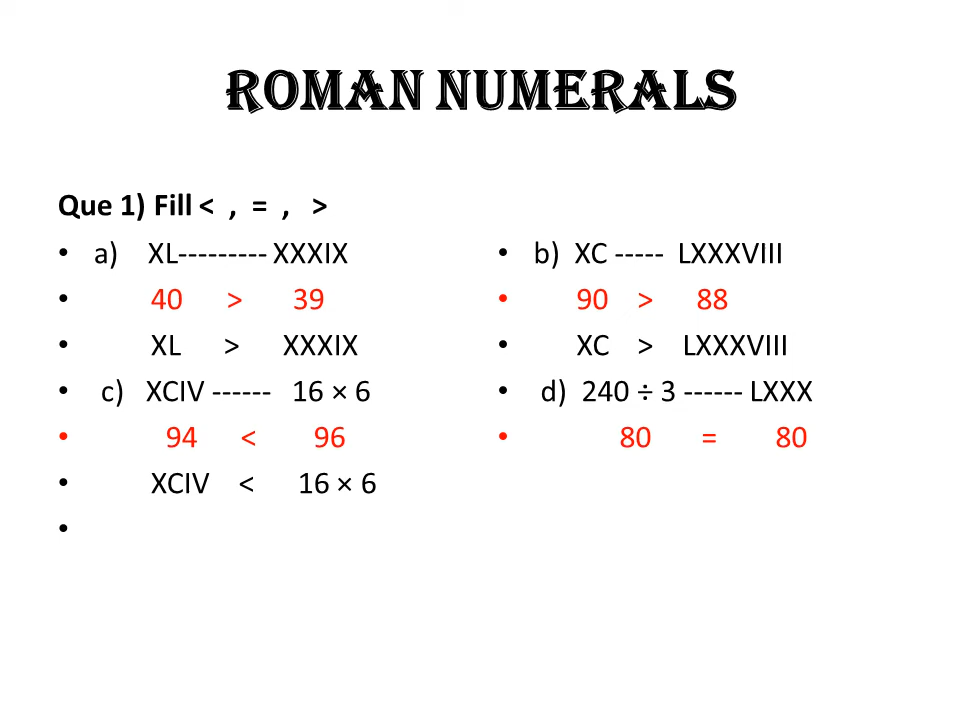 ROMAN NUMERALS
Que 1) Fill < , = , >
• a) XL--------- XXXIX
• 40 > 39
• XL > XXXIX
• c) XCIV ------ 16 × 6
• 94 < 96
• XCIV < 16 × 6
•
• b) XC ----- LXXXVIII
• 90 > 88
• XC > LXXXVIII
• d) 240 ÷ 3 ------ LXXX
• 80 = 80